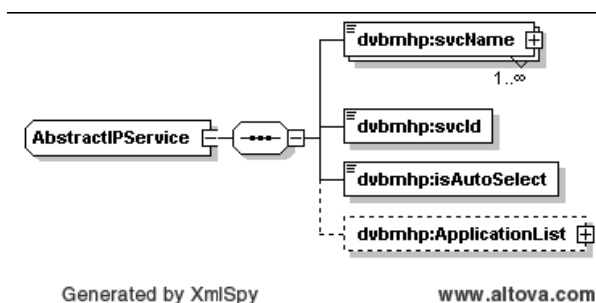 dvbmhp:svcName
1..∞
AbstractIPService
dvbmhp:svcId
dvbmhp:isAutoSelect
dvbmhp:ApplicationList
Generated by XmlSpy
www.altova.com